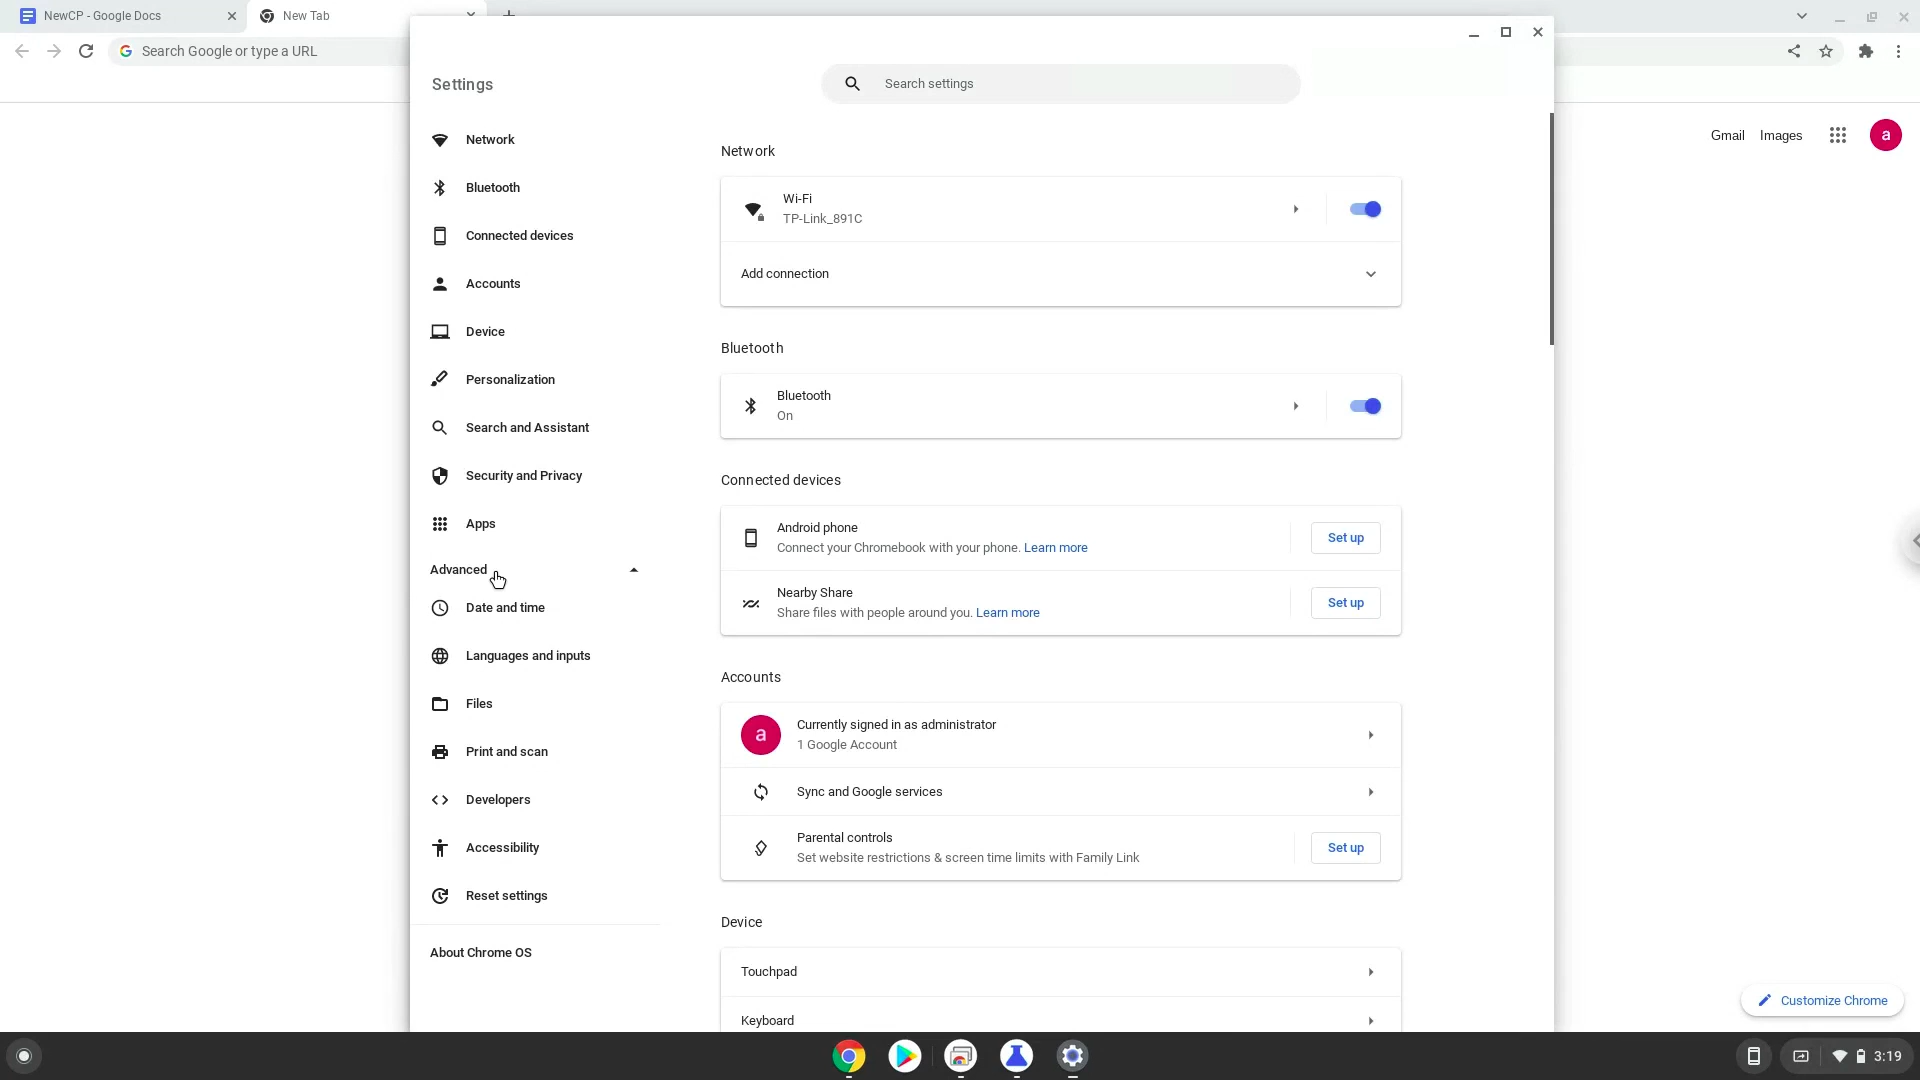 NewCP - Google Docs
New Tab
Search Google or type a URL
Gmail
Images
a
Settings
Search settings
Network
Bluetooth
Connected devices
Accounts
Device
Personalization
Search and Assistant
Security and Privacy
Apps
Advanced
Date and time
Languages and inputs
Files
Print and scan
Developers
Accessibility
Reset settings
About Chrome OS
Network
Wi-Fi
TP-Link_891C
Add connection
Bluetooth
Bluetooth
On
Connected devices
Android phone
Connect your Chromebook with your phone. Learn more
Set up
Nearby Share
Share files with people around you. Learn more
Set up
Accounts
a
Currently signed in as administrator
1 Google Account
Sync and Google services
Parental controls
Set website restrictions & screen time limits with Family Link
Set up
Device
Touchpad
Keyboard
Customize Chrome
3:19